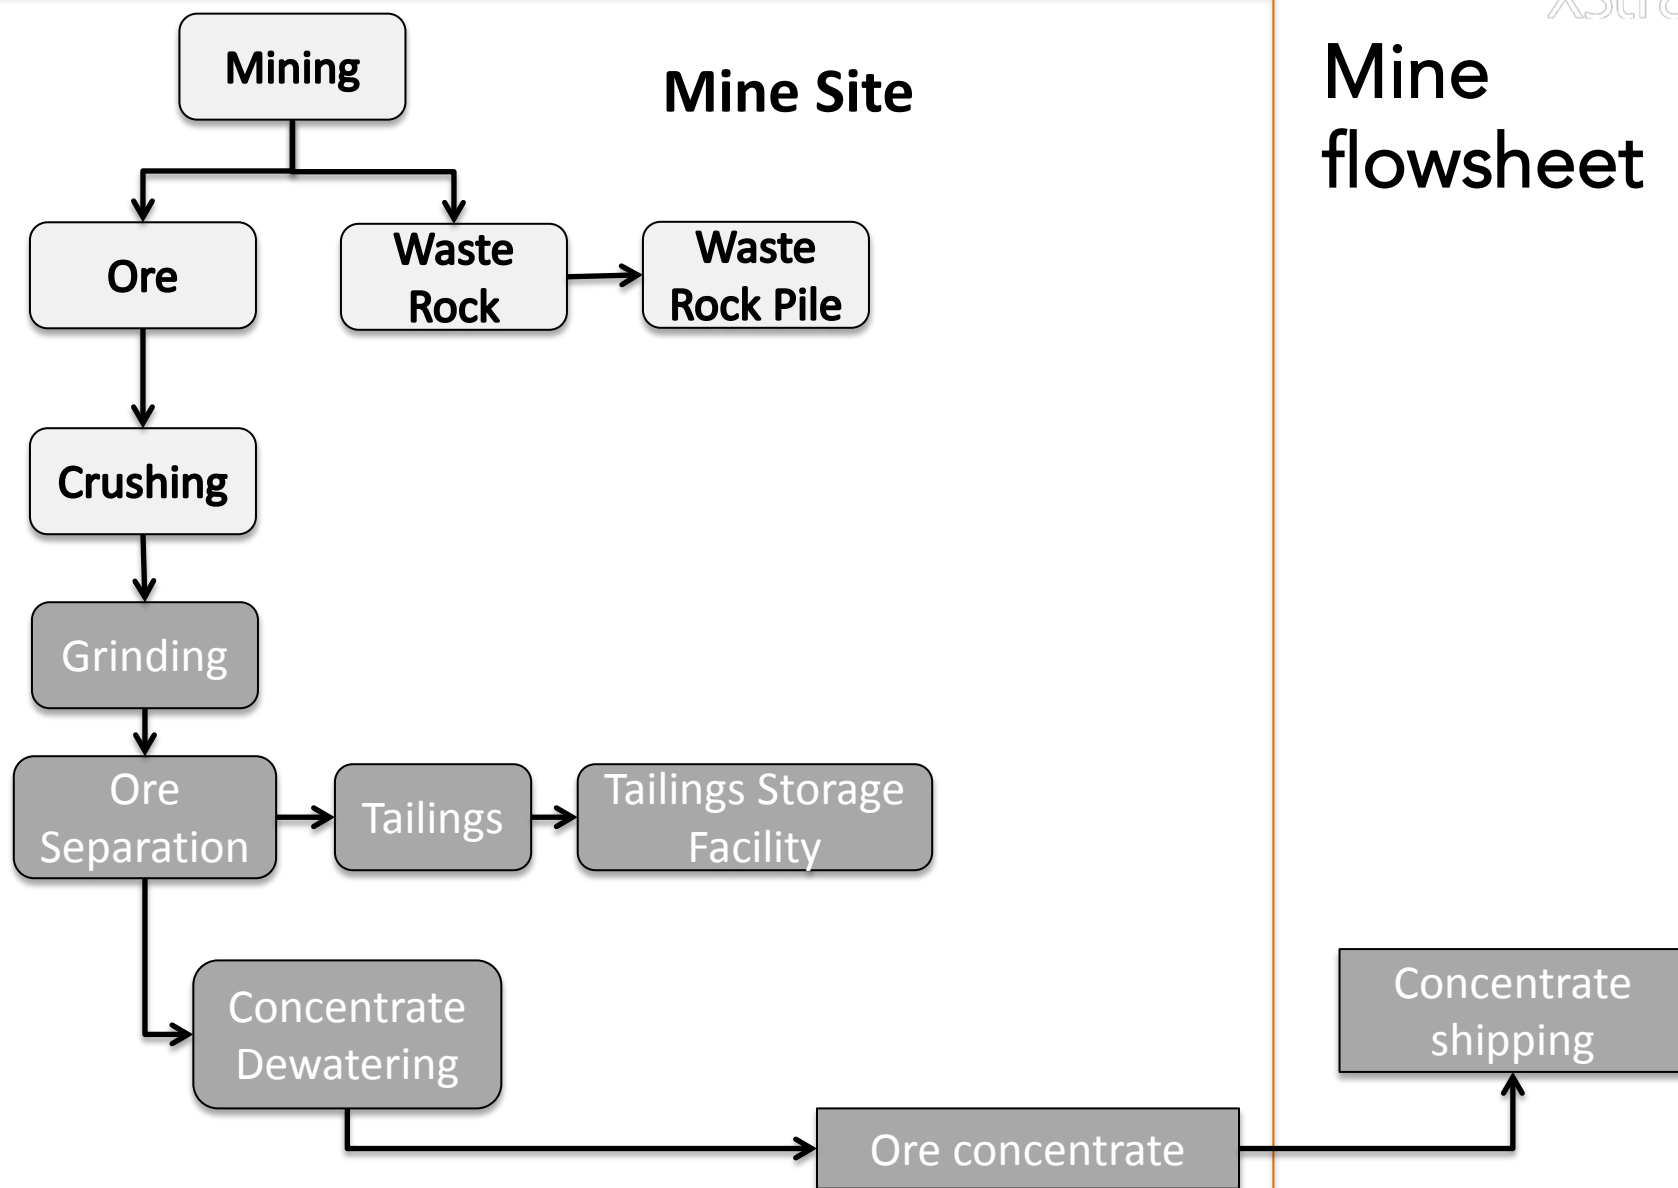 Mining
Mine Site
Mine
flowsheet
Ore
Waste
Rock
Waste
Rock Pile
Crushing
Grinding
Ore
Separation
Tailings
Tailings Storage
Facility
Concentrate
Dewatering
Concentrate
shipping
Ore concentrate